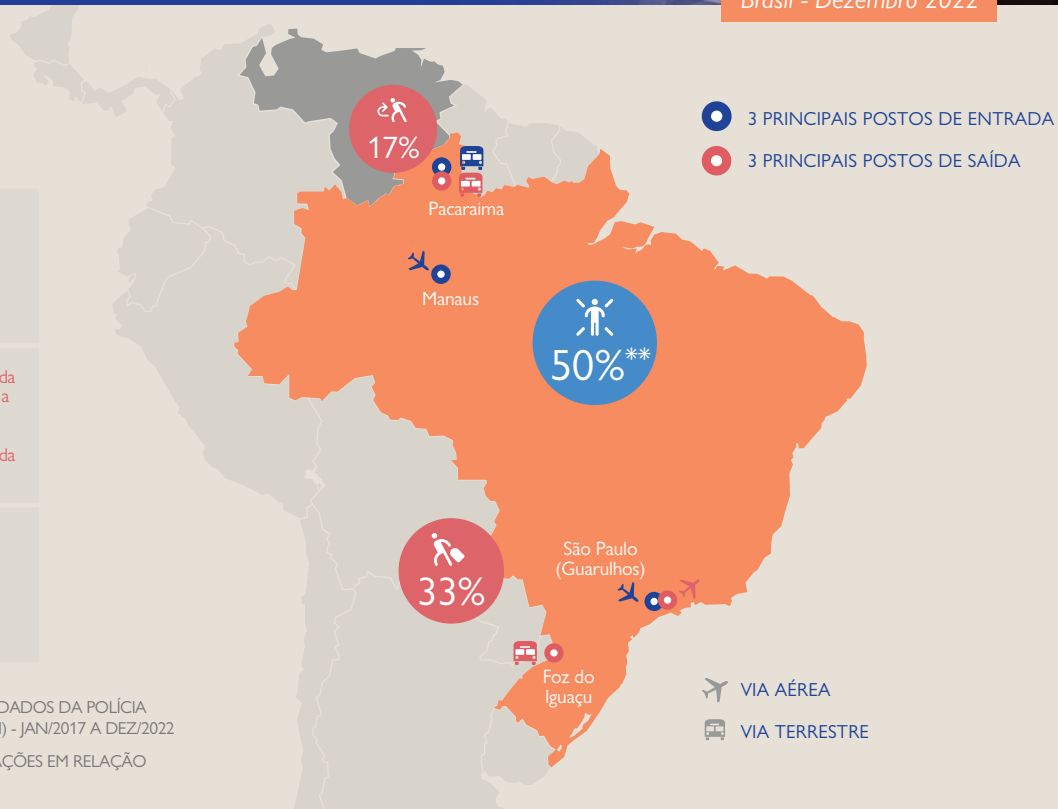 Brasil - Dezembro 2022
3 PRINCIPAIS POSTOS DE ENTRADA
3 PRINCIPAIS POSTOS DE SAÍDA
17%
Pacaraima
Manaus
50%**
da
a
da
33%
São Paulo
(Guarulhos)
Foz do
Iguaçu
VIA AÉREA
VIA TERRESTRE
DADOS DA POLÍCIA
) - JAN/2017 A DEZ/2022
AÇÕES EM RELAÇÃO